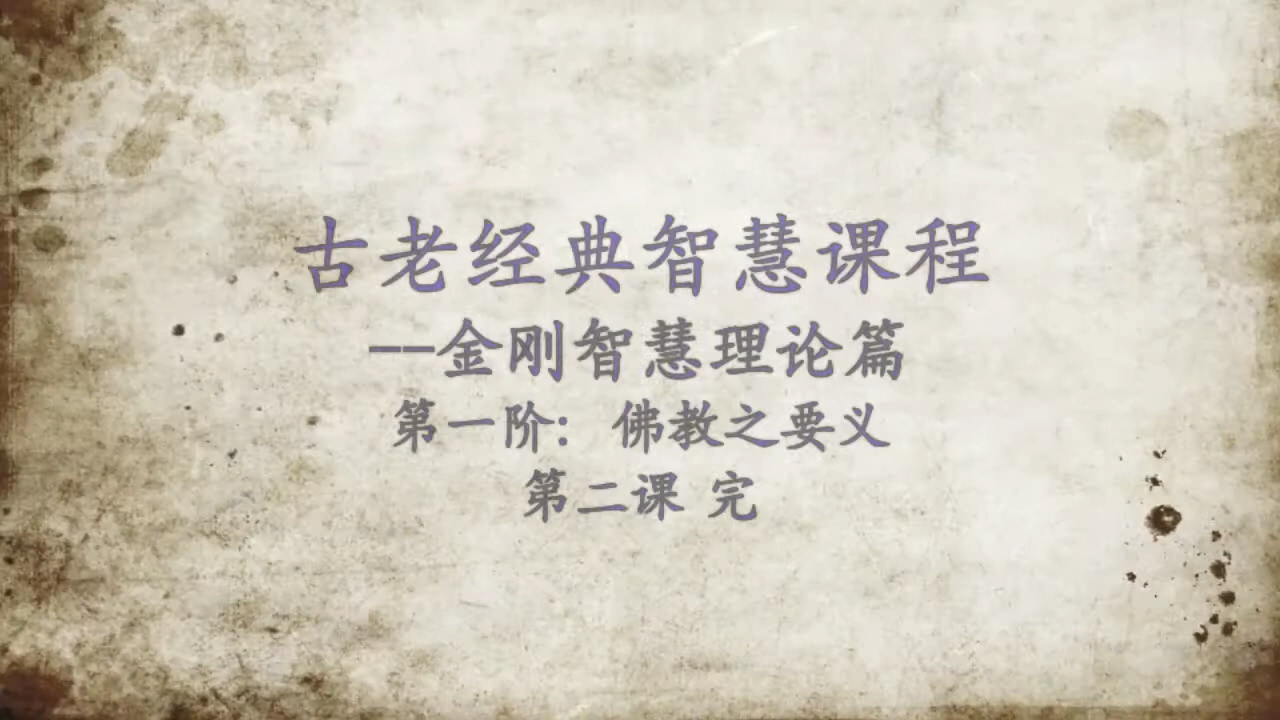 古老经典智慧课程
--金刚智慧理论篇
第一阶：佛教之要义
第二课 完